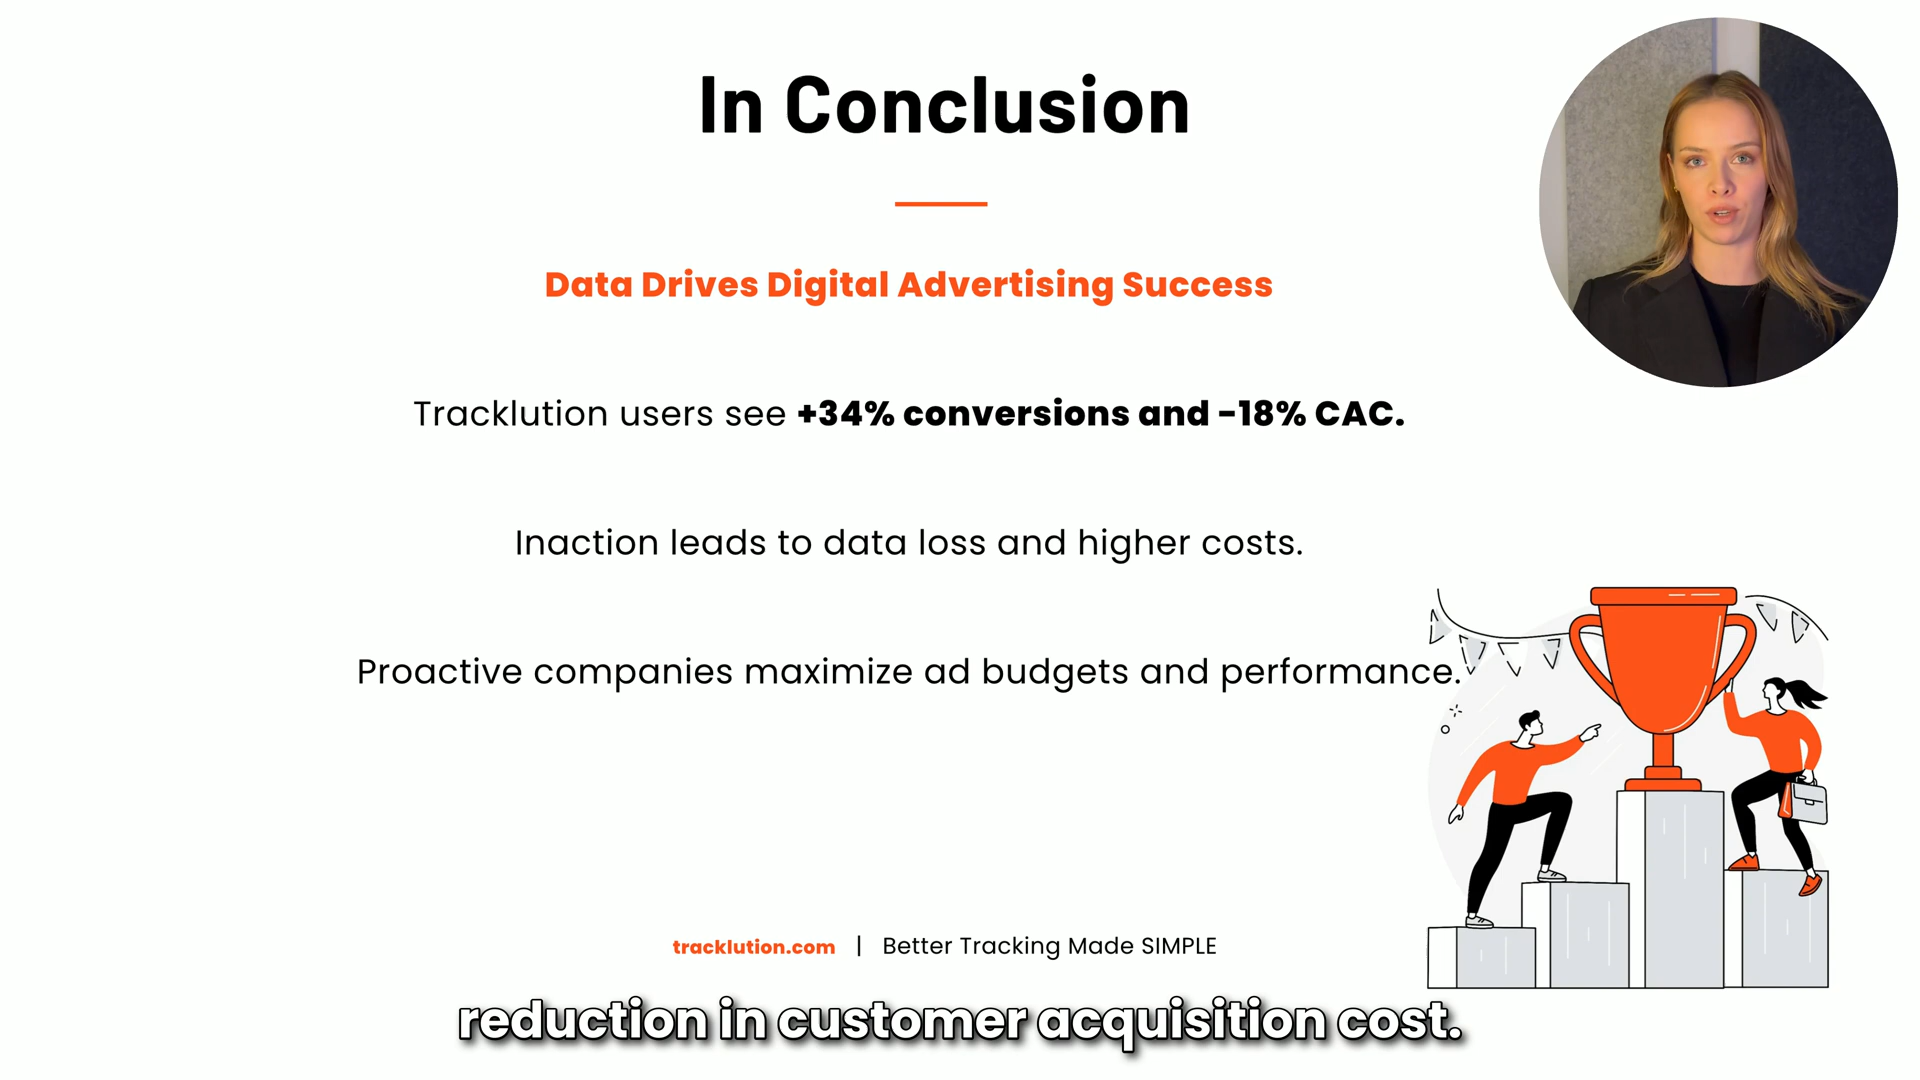 In Conclusion
Data Drives Digital Advertising Success
Tracklution users see +34% conversions and -18% CAC.
Inaction leads to data loss and higher costs.
Proactive companies maximize ad budgets and performance.
tracklution.com | Better Tracking Made SIMPLE
reduction in customer acquisition cost.